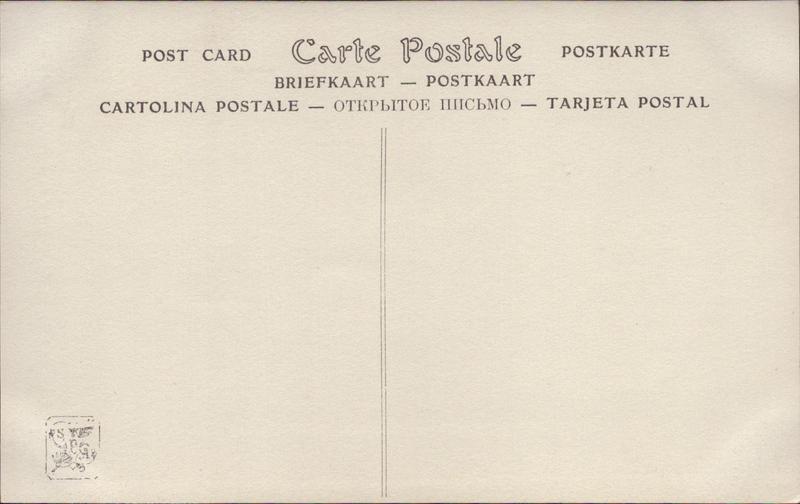 POST CARD Carte Postale POSTKARTE
BRIEFKAART — POSTKAART
CARTOLINA POSTALE — ОТКРЫТОЕ ПИСЬМО — TARJETA POSTAL